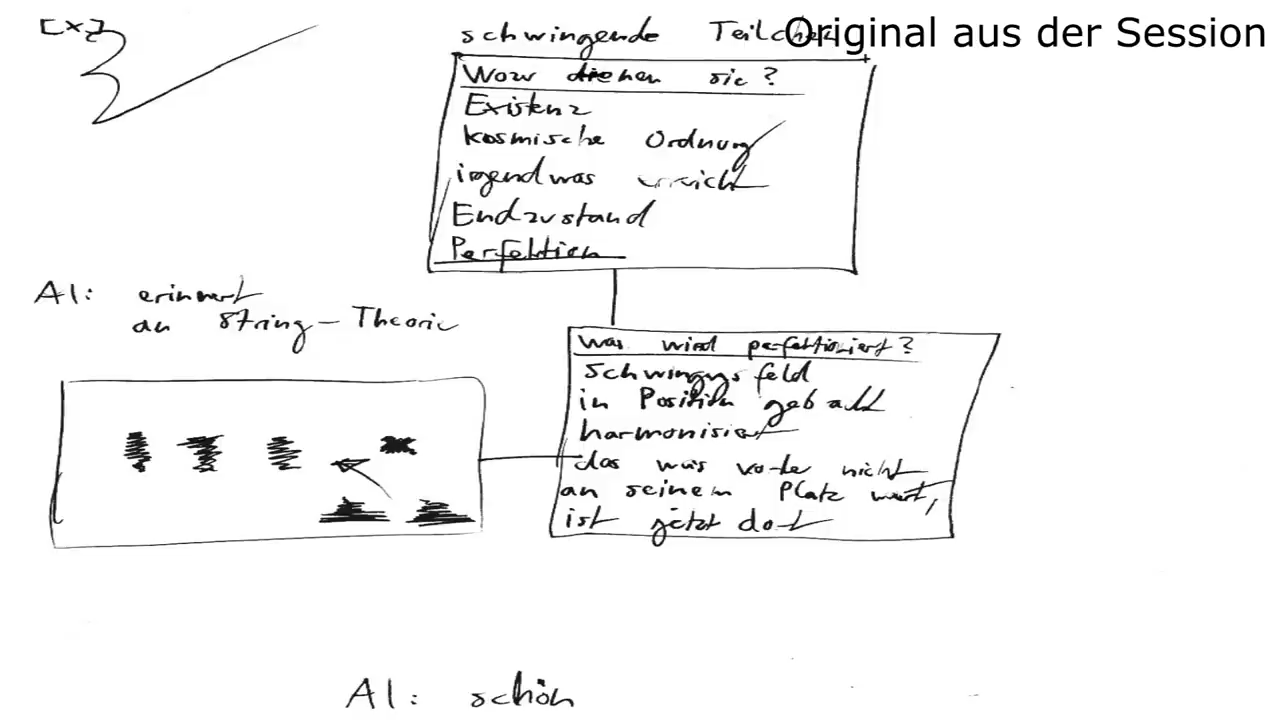 [x]
schwingende Teilchen
Original aus der Session
Wozu dienen sie?
Existenz
kosmische Ordnung
irgendwas erreicht
Endzustand
Perfektion
AI: erinnert
an String-Theorie
was wird perfektioniert?
Schwingungsfeld
in Position gebracht
harmonisiert
das was vorher nicht
an seinem Platz war,
ist jetzt dort
AI: schön